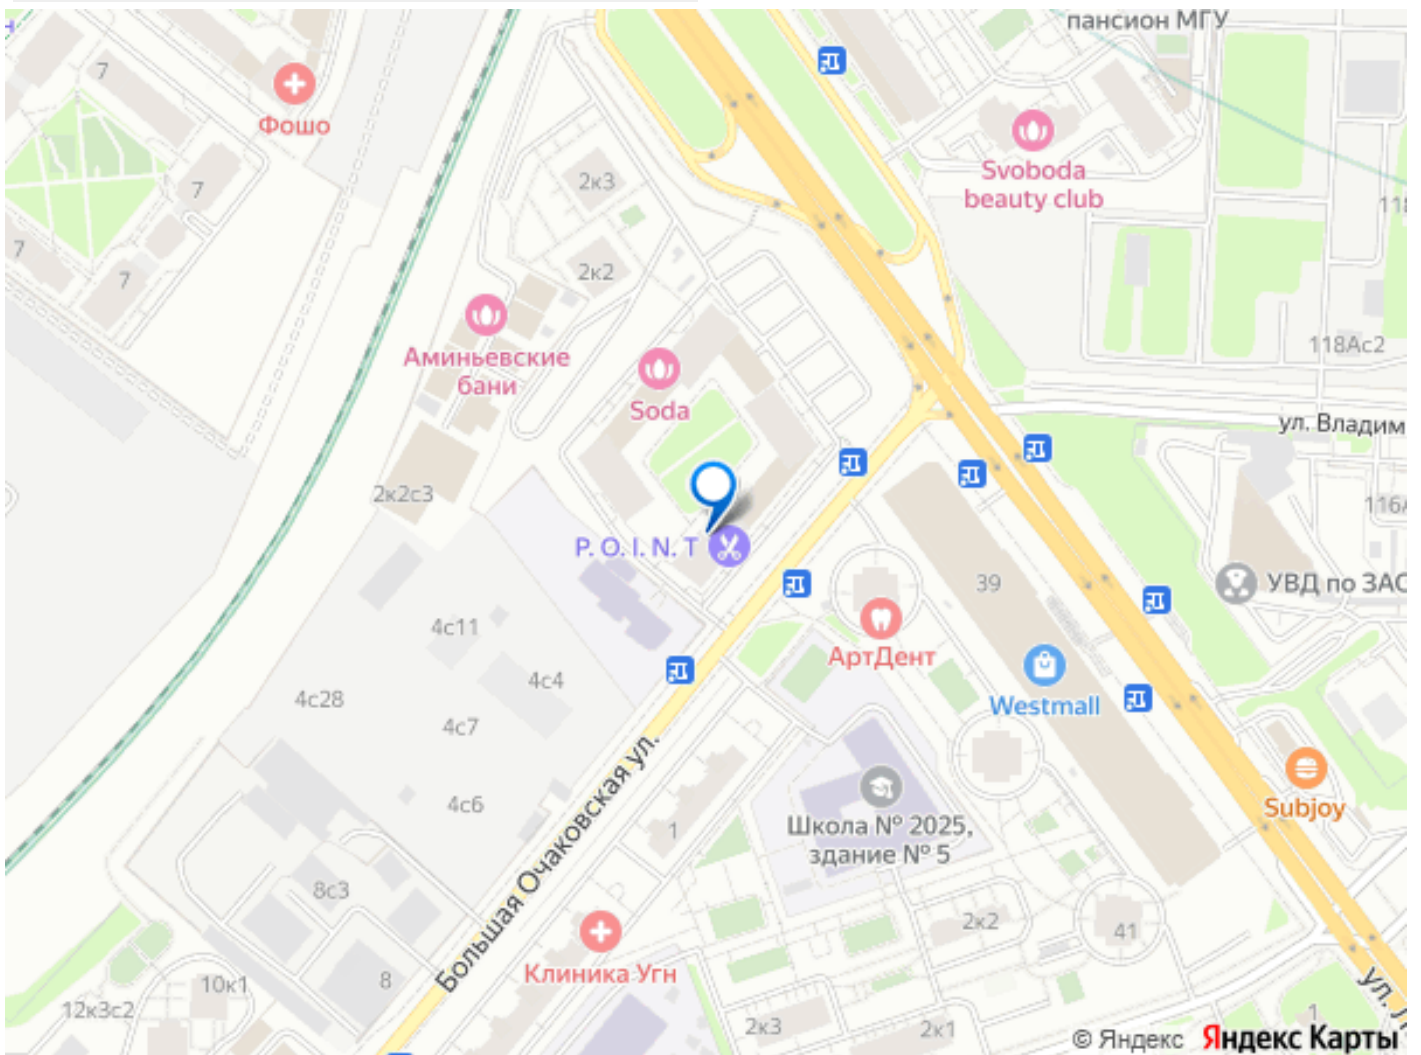 пансион МГУ
7
Фошо
7
7
7
2к3
2к2
Svoboda
beauty club
118Ас2
Аминьевские
бани
Soda
ул. Владим
2к2с3
P. O. I. N. T
39
УВД по ЗАО
4с11
4с4
4с28
4с7
4с6
АртДент
Westmall
Subjoy
Школа № 2025,
здание № 5
1
Большая Очаковская ул.
8с3
8
10к1
12к3с2
Клиника Угн
2к2
41
2к3
2к1
1
ул. Л
© Яндекс Яндекс Карты